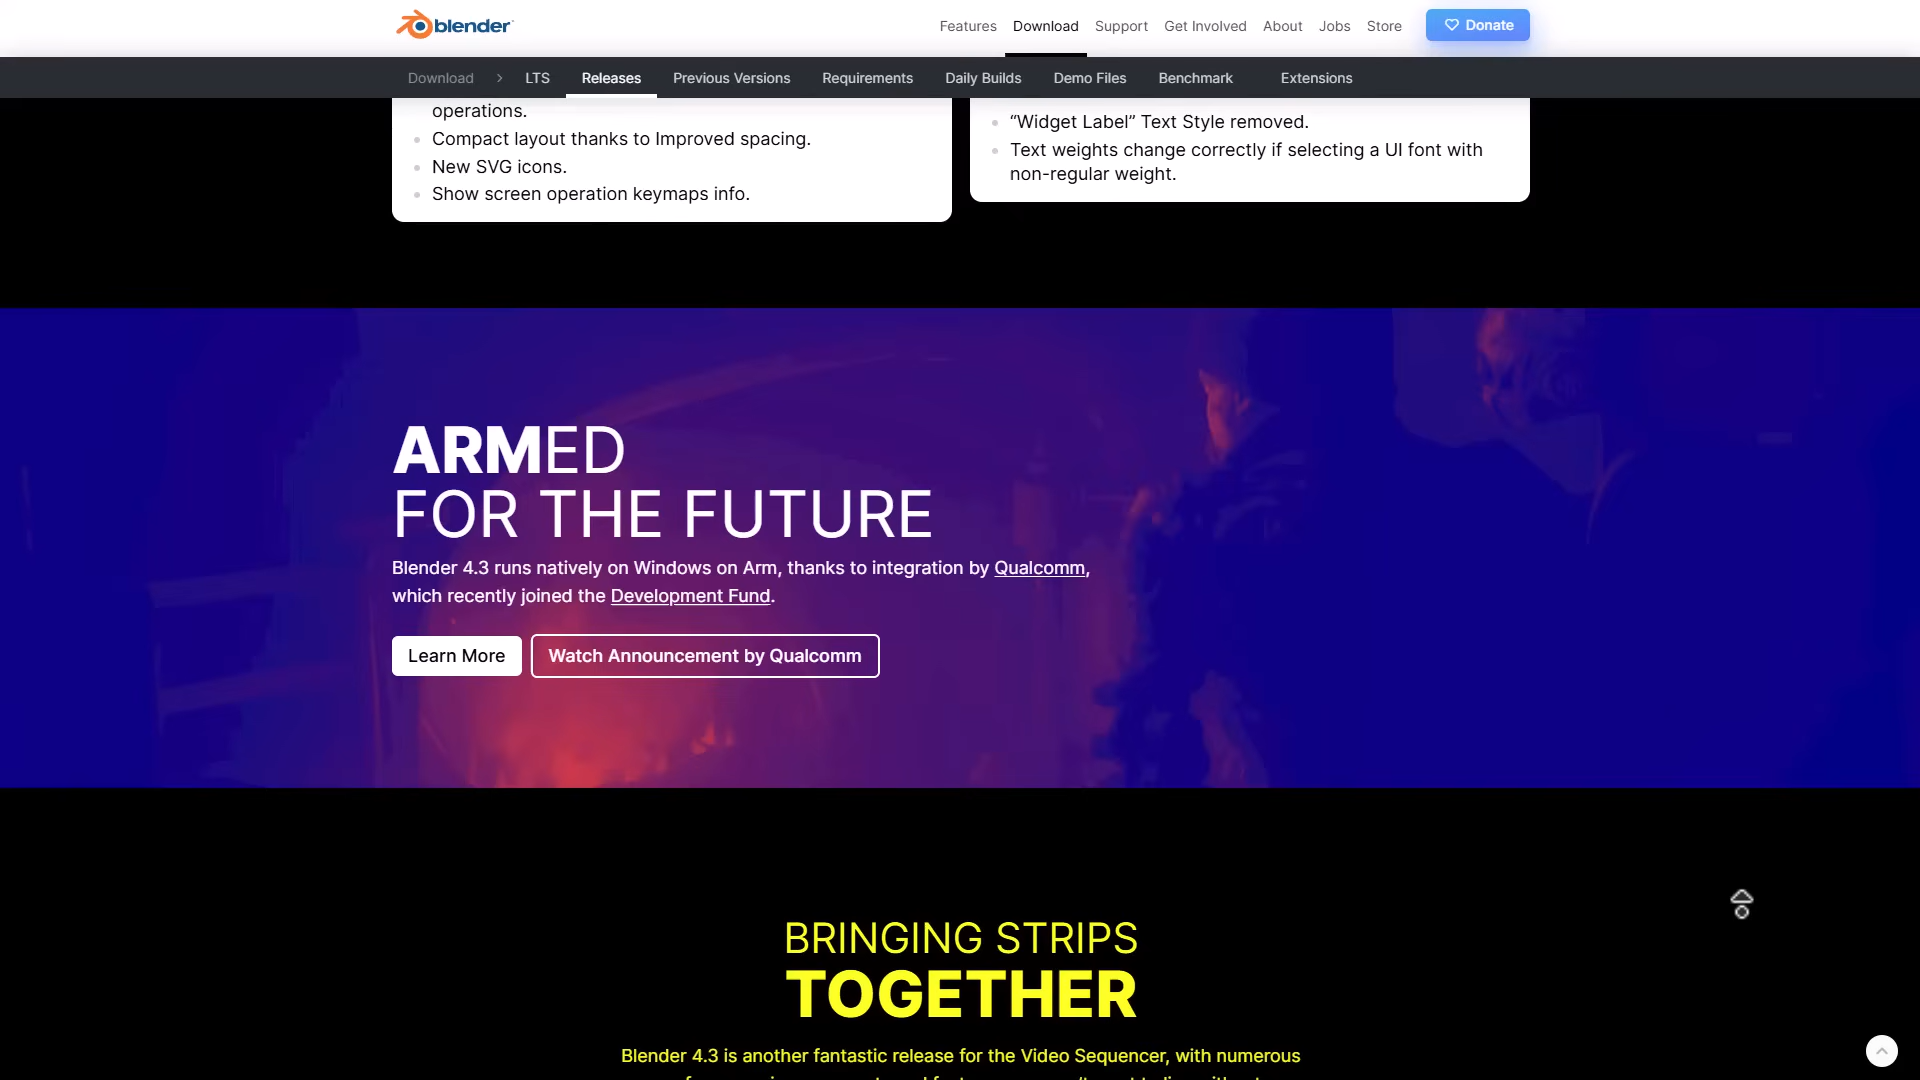 blender
Features Download Support Get Involved About Jobs Store Donate
Download > LTS Releases Previous Versions Requirements Daily Builds Demo Files Benchmark Extensions
operations.
Compact layout thanks to Improved spacing.
New SVG icons.
Show screen operation keymaps info.
“Widget Label” Text Style removed.
Text weights change correctly if selecting a UI font with
non-regular weight.
ARMED
FOR THE FUTURE
Blender 4.3 runs natively on Windows on Arm, thanks to integration by Qualcomm,
which recently joined the Development Fund.
Learn More Watch Announcement by Qualcomm
BRINGING STRIPS
TOGETHER
Blender 4.3 is another fantastic release for the Video Sequencer, with numerous